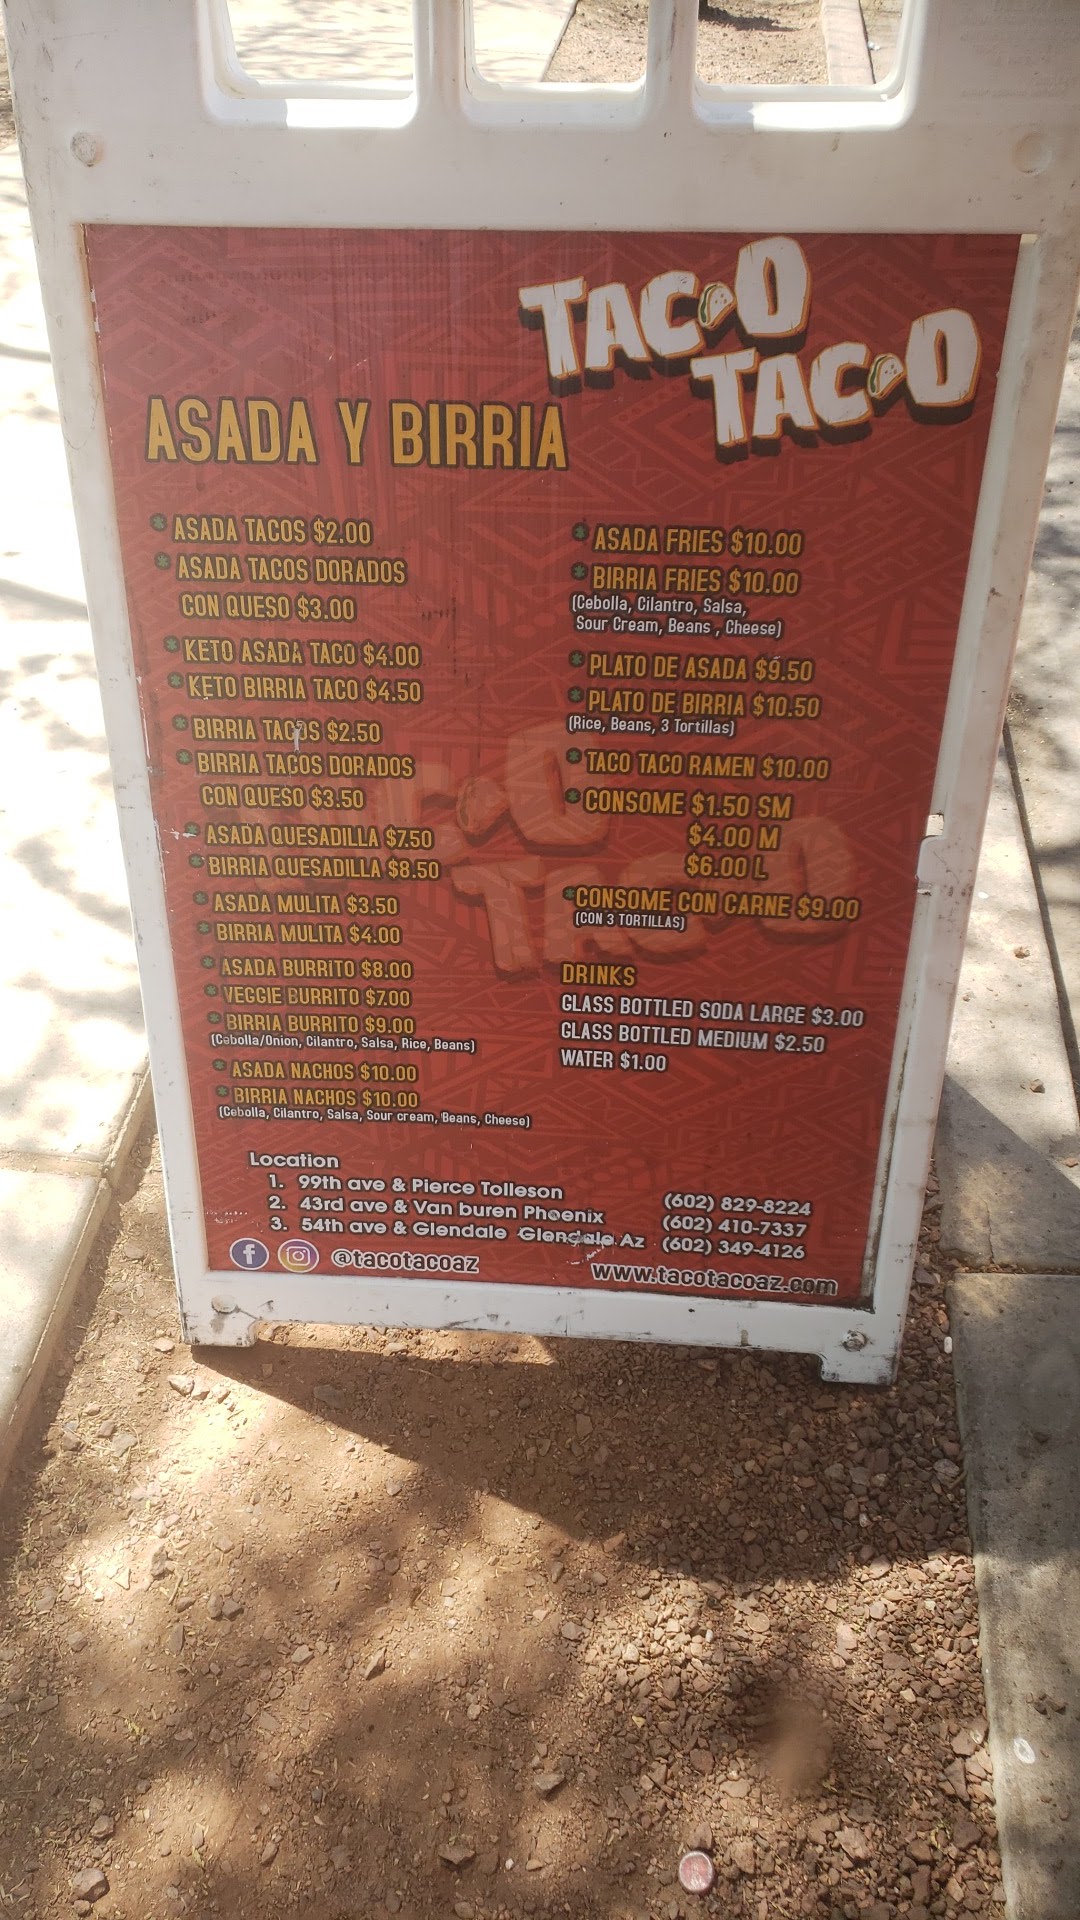 TACO
TACO
ASADA Y BIRRIA
* ASADA TACOS $2.00
* ASADA TACOS DORADOS
CON QUESO $3.00
* KETO ASADA TACO $4.00
* KETO BIRRIA TACO $4.50
* BIRRIA TACOS $2.50
* BIRRIA TACOS DORADOS
CON QUESO $3.50
* ASADA QUESADILLA $7.50
* BIRRIA QUESADILLA $8.50
* ASADA MULITA $3.50
* BIRRIA MULITA $4.00
* ASADA BURRITO $8.00
* VEGGIE BURRITO $7.00
* BIRRIA BURRITO $9.00
(Cebolla/Onion, Cilantro, Salsa, Rice, Beans)
* ASADA NACHOS $10.00
* BIRRIA NACHOS $10.00
(Cebolla, Cilantro, Salsa, Sour cream, Beans, Cheese)
* ASADA FRIES $10.00
* BIRRIA FRIES $10.00
(Cebolla, Cilantro, Salsa,
Sour Cream, Beans , Cheese)
* PLATO DE ASADA $9.50
* PLATO DE BIRRIA $10.50
(Rice, Beans, 3 Tortillas)
* TACO TACO RAMEN $10.00
* CONSOME $1.50 SM
$4.00 M
$6.00 L
* CONSOME CON CARNE $9.00
(CON 3 TORTILLAS)
DRINKS
GLASS BOTTLED SODA LARGE $3.00
GLASS BOTTLED MEDIUM $2.50
WATER $1.00
Location
1. 99th ave & Pierce Tolleson (602) 829-8224
2. 43rd ave & Van buren Phoenix (602) 410-7337
3. 54th ave & Glendale Glendale Az (602) 349-4126
@tacotacoaz www.tacotacoaz.com